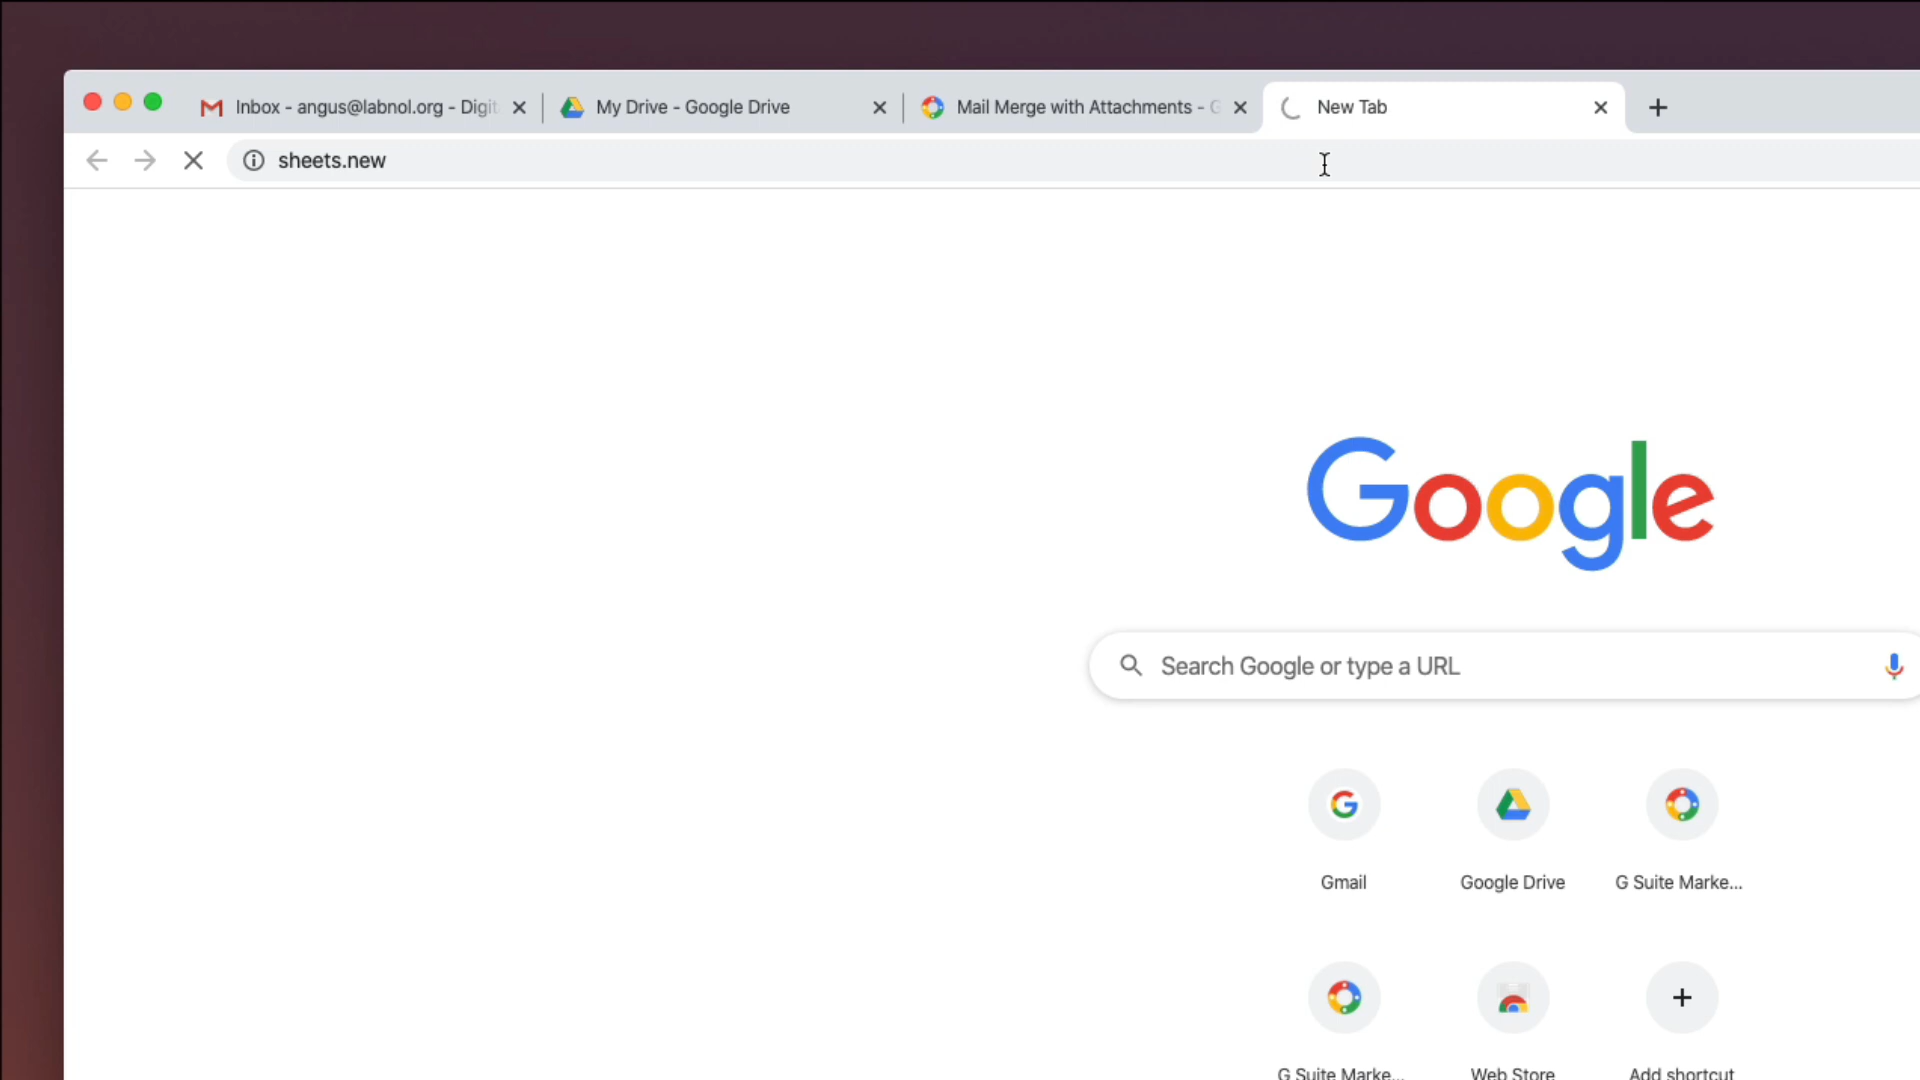 Inbox - angus@labnol.org - Digit
My Drive - Google Drive
Mail Merge with Attachments - G
New Tab
sheets.new
Google
Search Google or type a URL
Gmail
Google Drive
G Suite Marke...
G Suite Marke...
Web Store
Add shortcut